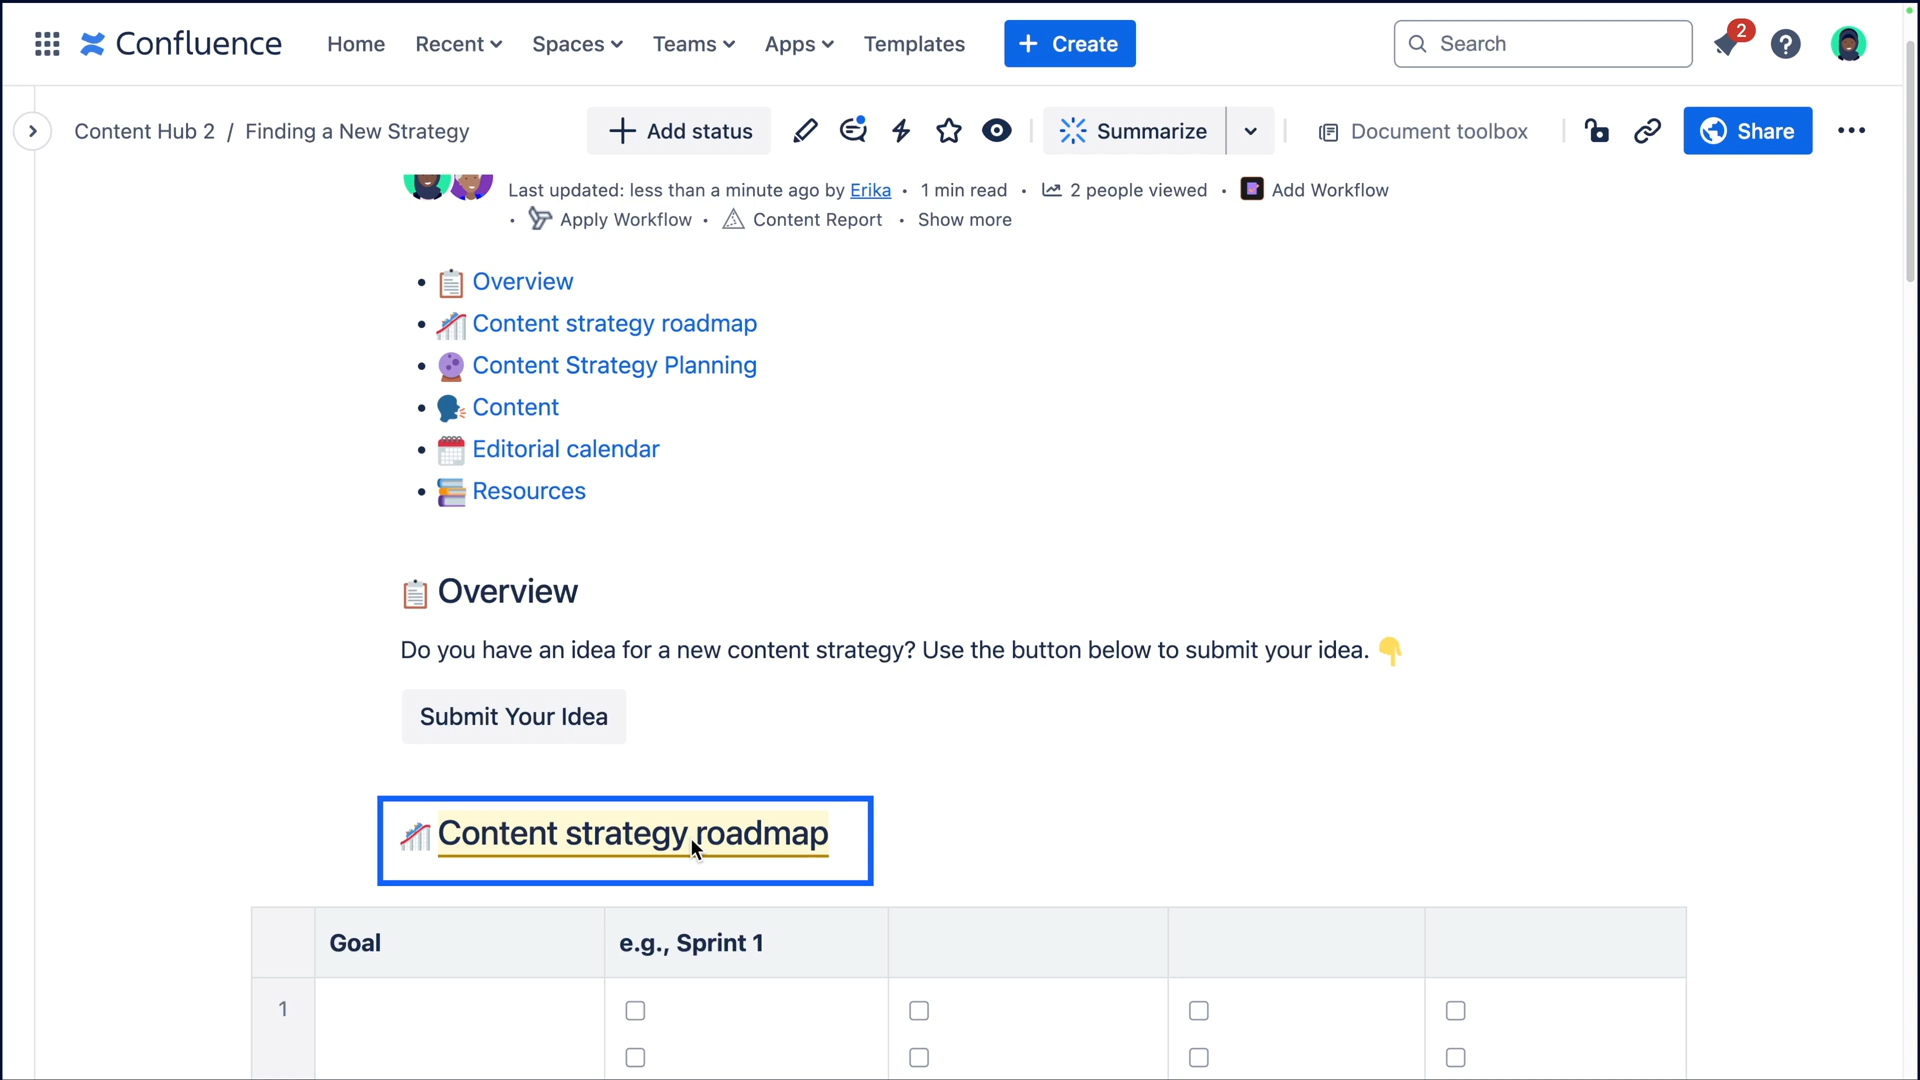 Confluence Home Recent Spaces Teams Apps Templates + Create Search 2
Content Hub 2 / Finding a New Strategy + Add status Summarize Document toolbox Share
Last updated: less than a minute ago by Erika • 1 min read • 2 people viewed • Add Workflow
• Apply Workflow • Content Report • Show more
• Overview
• Content strategy roadmap
• Content Strategy Planning
• Content
• Editorial calendar
• Resources
Overview
Do you have an idea for a new content strategy? Use the button below to submit your idea.
Submit Your Idea
Content strategy roadmap
Goal e.g., Sprint 1
1